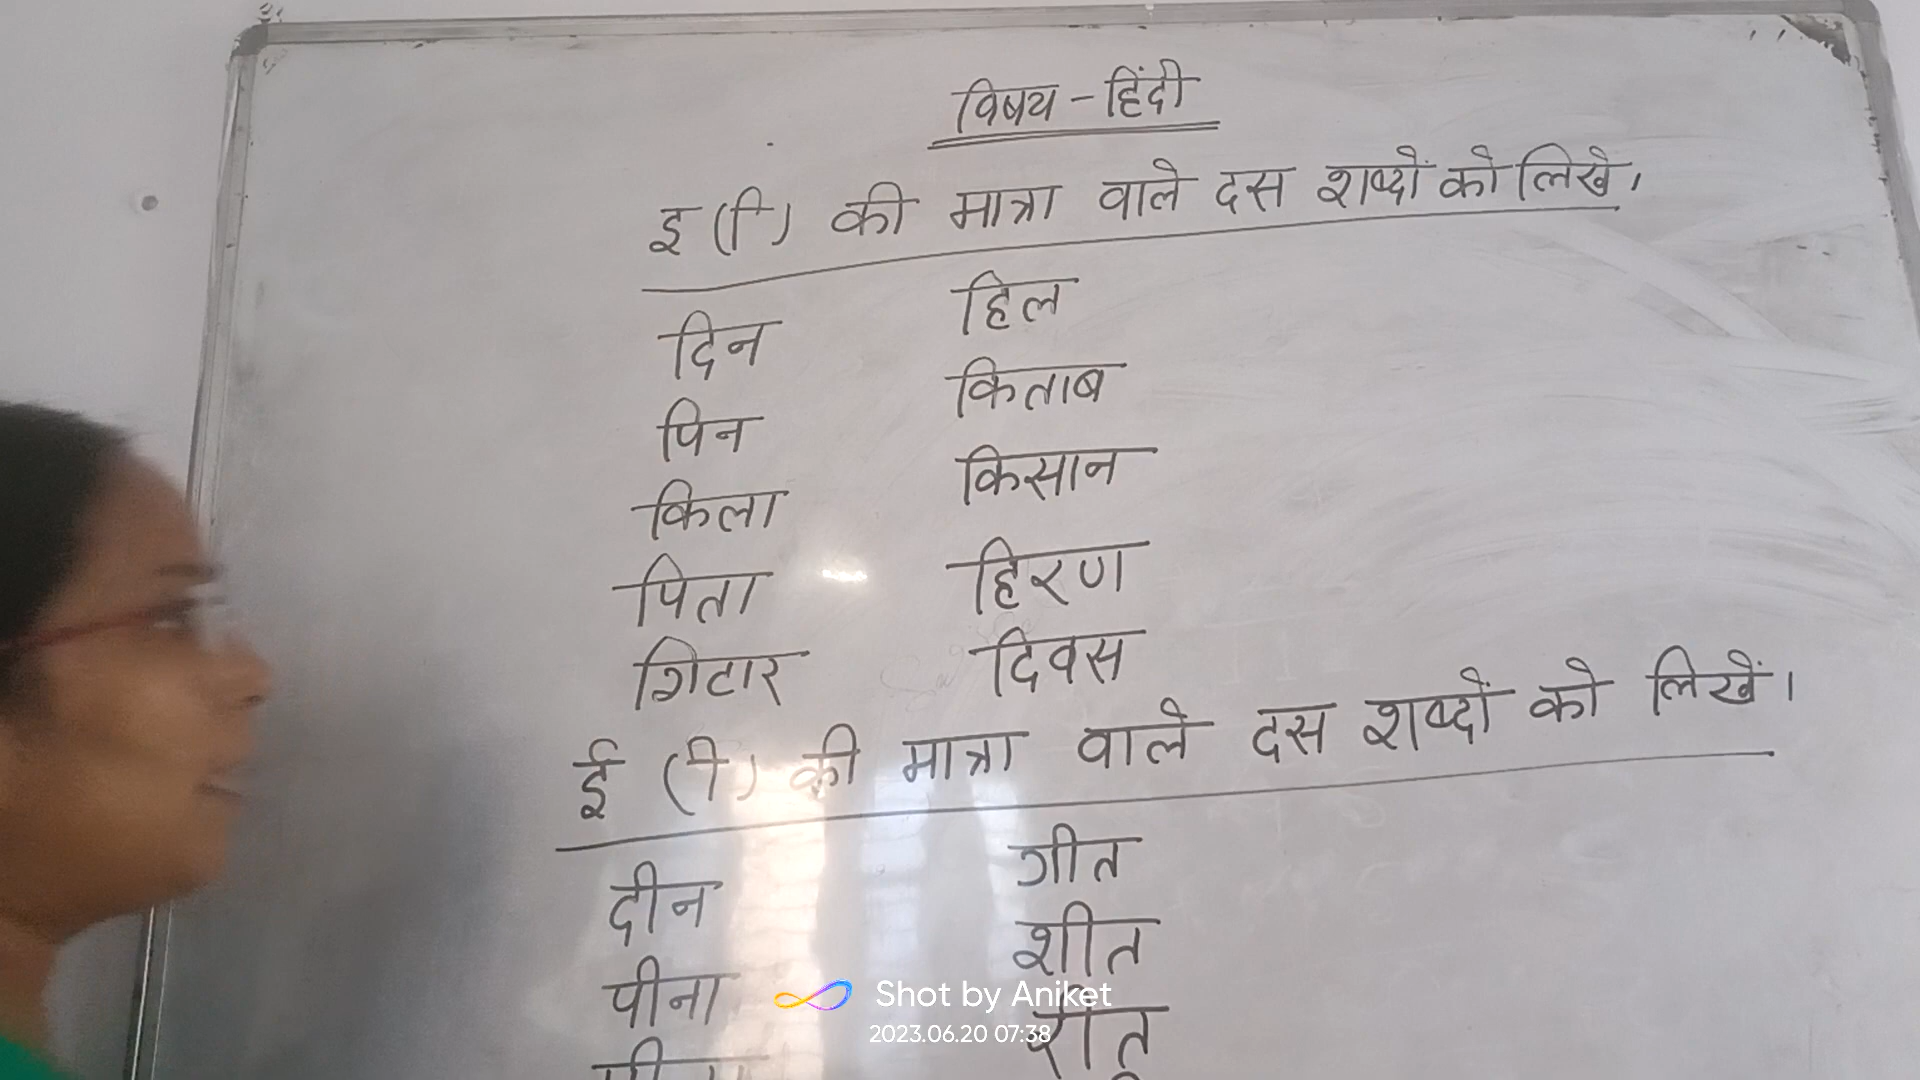 विषय - हिंदी
इ (ि) की मात्रा वाले दस शब्दों को लिखे।
दिन हिल
पिन किताब
किला किसान
पिता हिरण
गिटार दिवस
ई (ी) की मात्रा वाले दस शब्दों को लिखें।
दीन गीत
पीना शीत
Shot by Aniket
2023.06.20 07:38